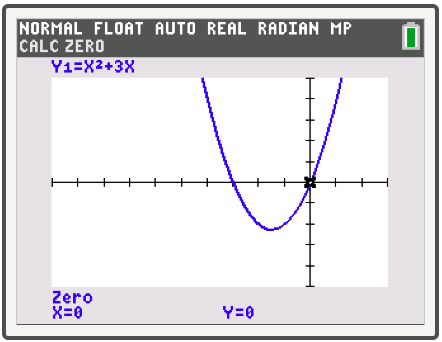 NORMAL FLOAT AUTO REAL RADIAN MP
CALC ZERO
Y1=X²+3X
Zero
X=0 Y=0